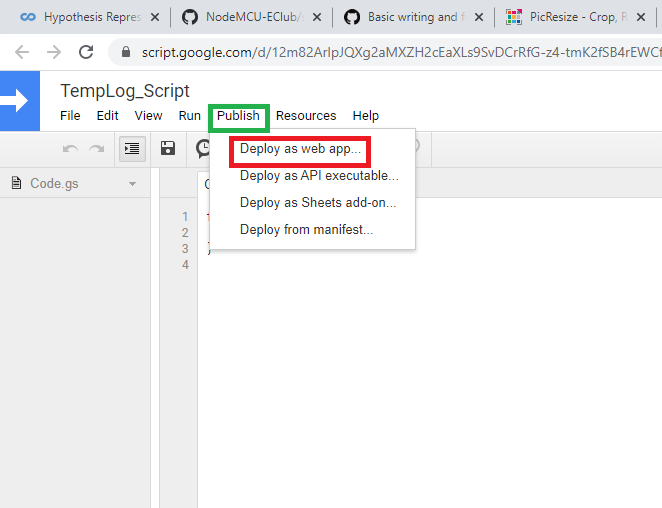 Hypothesis Repres
NodeMCU-EClub/
Basic writing and f
PicResize - Crop, R
script.google.com/d/12m82ArIpJQXg2aMXZH2cEaXLs9SvDCrRfG-z4-tmK2fSB4rEWCf
TempLog_Script
File Edit View Run Publish Resources Help
Deploy as web app...
Deploy as API executable...
Deploy as Sheets add-on...
Deploy from manifest...
Code.gs
1
2
3 }
4